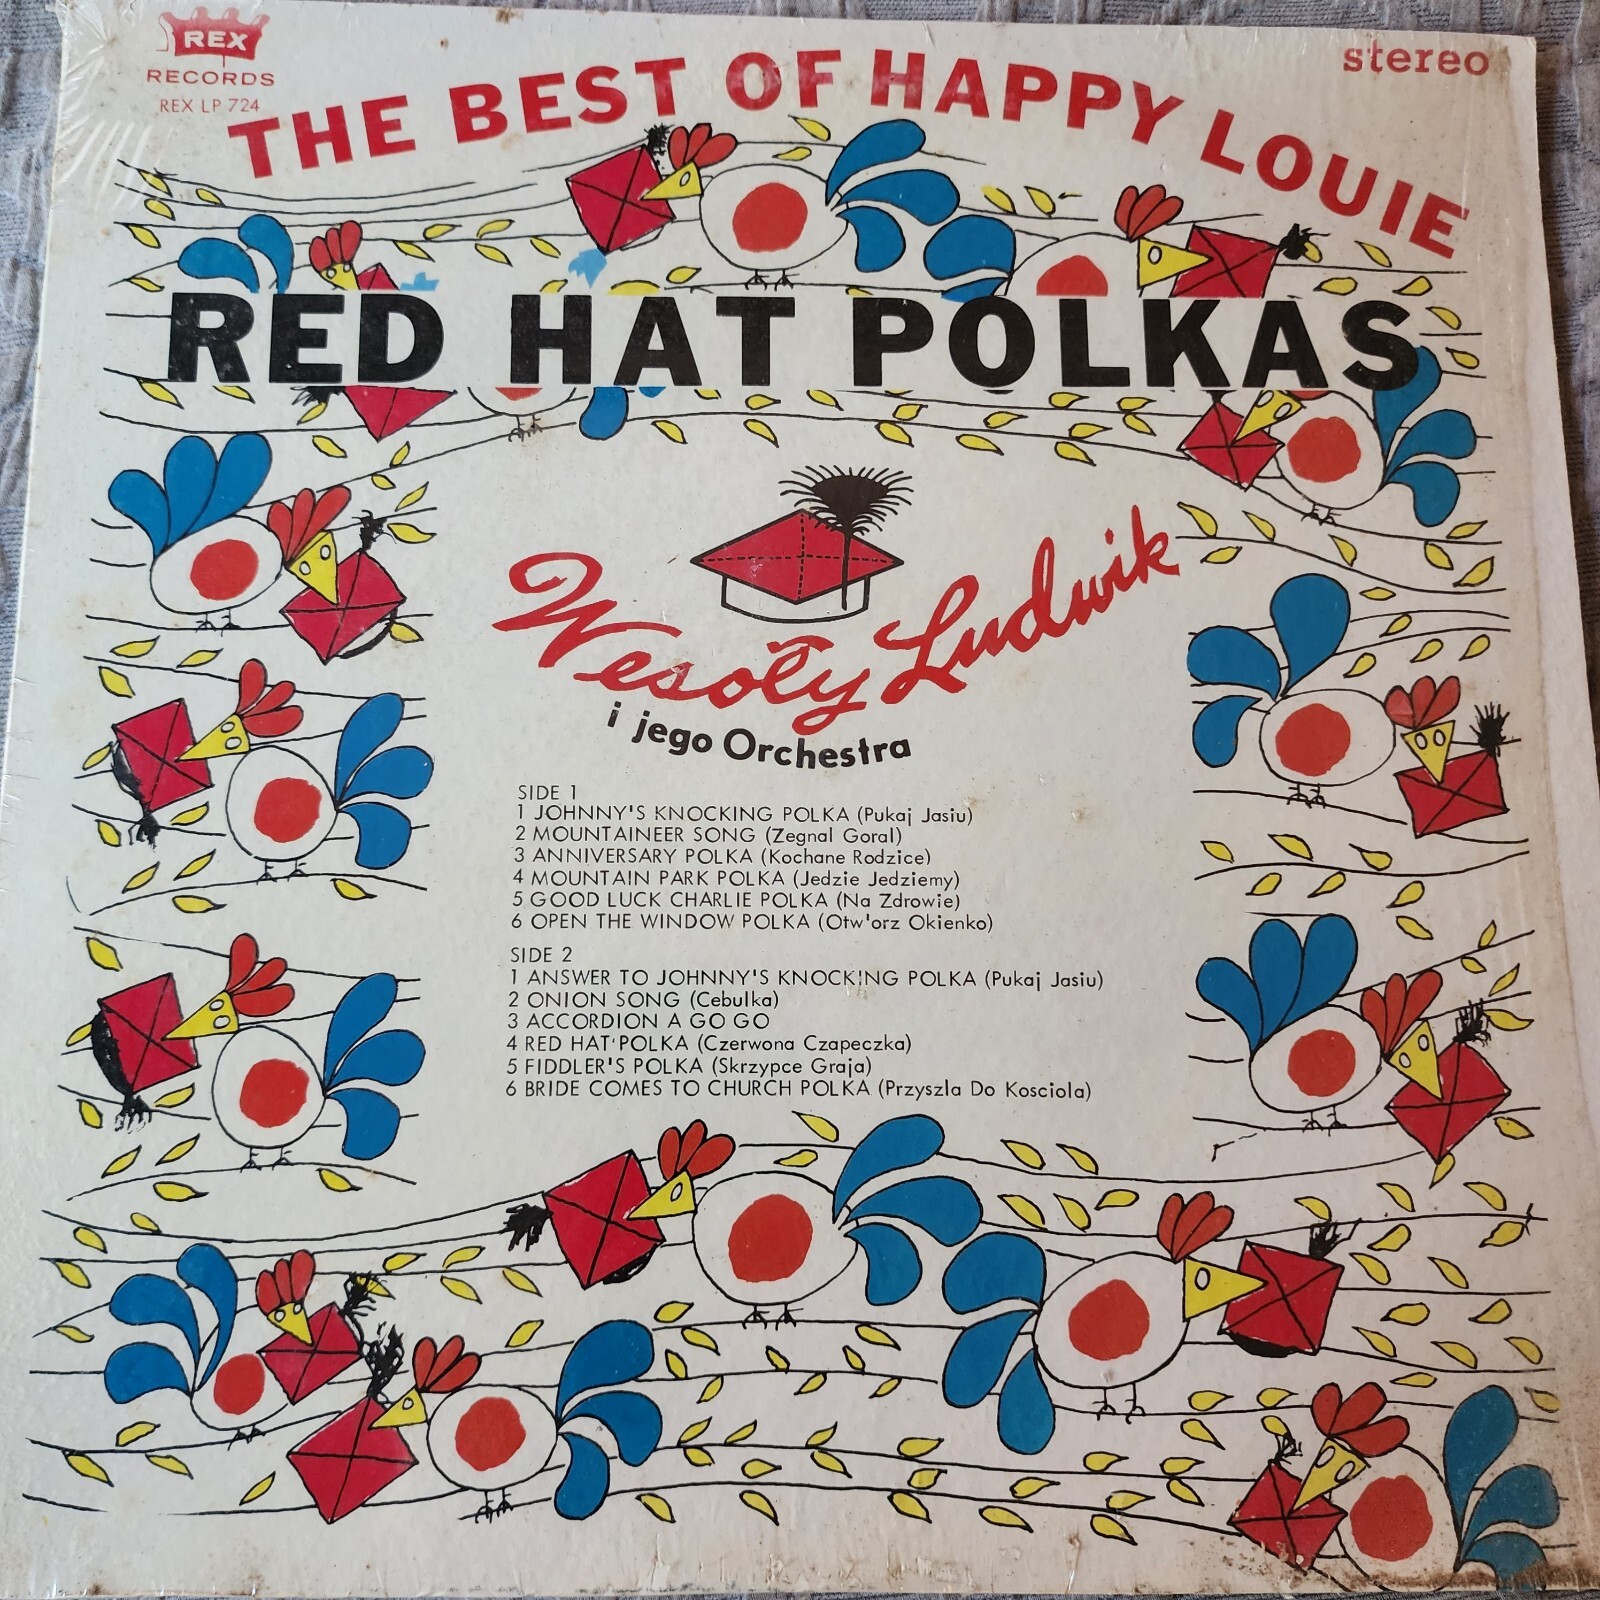 REX
RECORDS
REX LP 724
stereo
THE BEST OF HAPPY LOUIE
RED HAT POLKAS
Wesoły Ludwik
i jego Orchestra
SIDE 1
1 JOHNNY'S KNOCKING POLKA (Pukaj Jasiu)
2 MOUNTAINEER SONG (Zegnal Goral)
3 ANNIVERSARY POLKA (Kochane Rodzice)
4 MOUNTAIN PARK POLKA (Jedzie Jedziemy)
5 GOOD LUCK CHARLIE POLKA (Na Zdrowie)
6 OPEN THE WINDOW POLKA (Otw'orz Okienko)
SIDE 2
1 ANSWER TO JOHNNY'S KNOCKING POLKA (Pukaj Jasiu)
2 ONION SONG (Cebulka)
3 ACCORDION A GO GO
4 RED HAT POLKA (Czerwona Czapeczka)
5 FIDDLER'S POLKA (Skrzypce Graja)
6 BRIDE COMES TO CHURCH POLKA (Przyszla Do Kosciola)